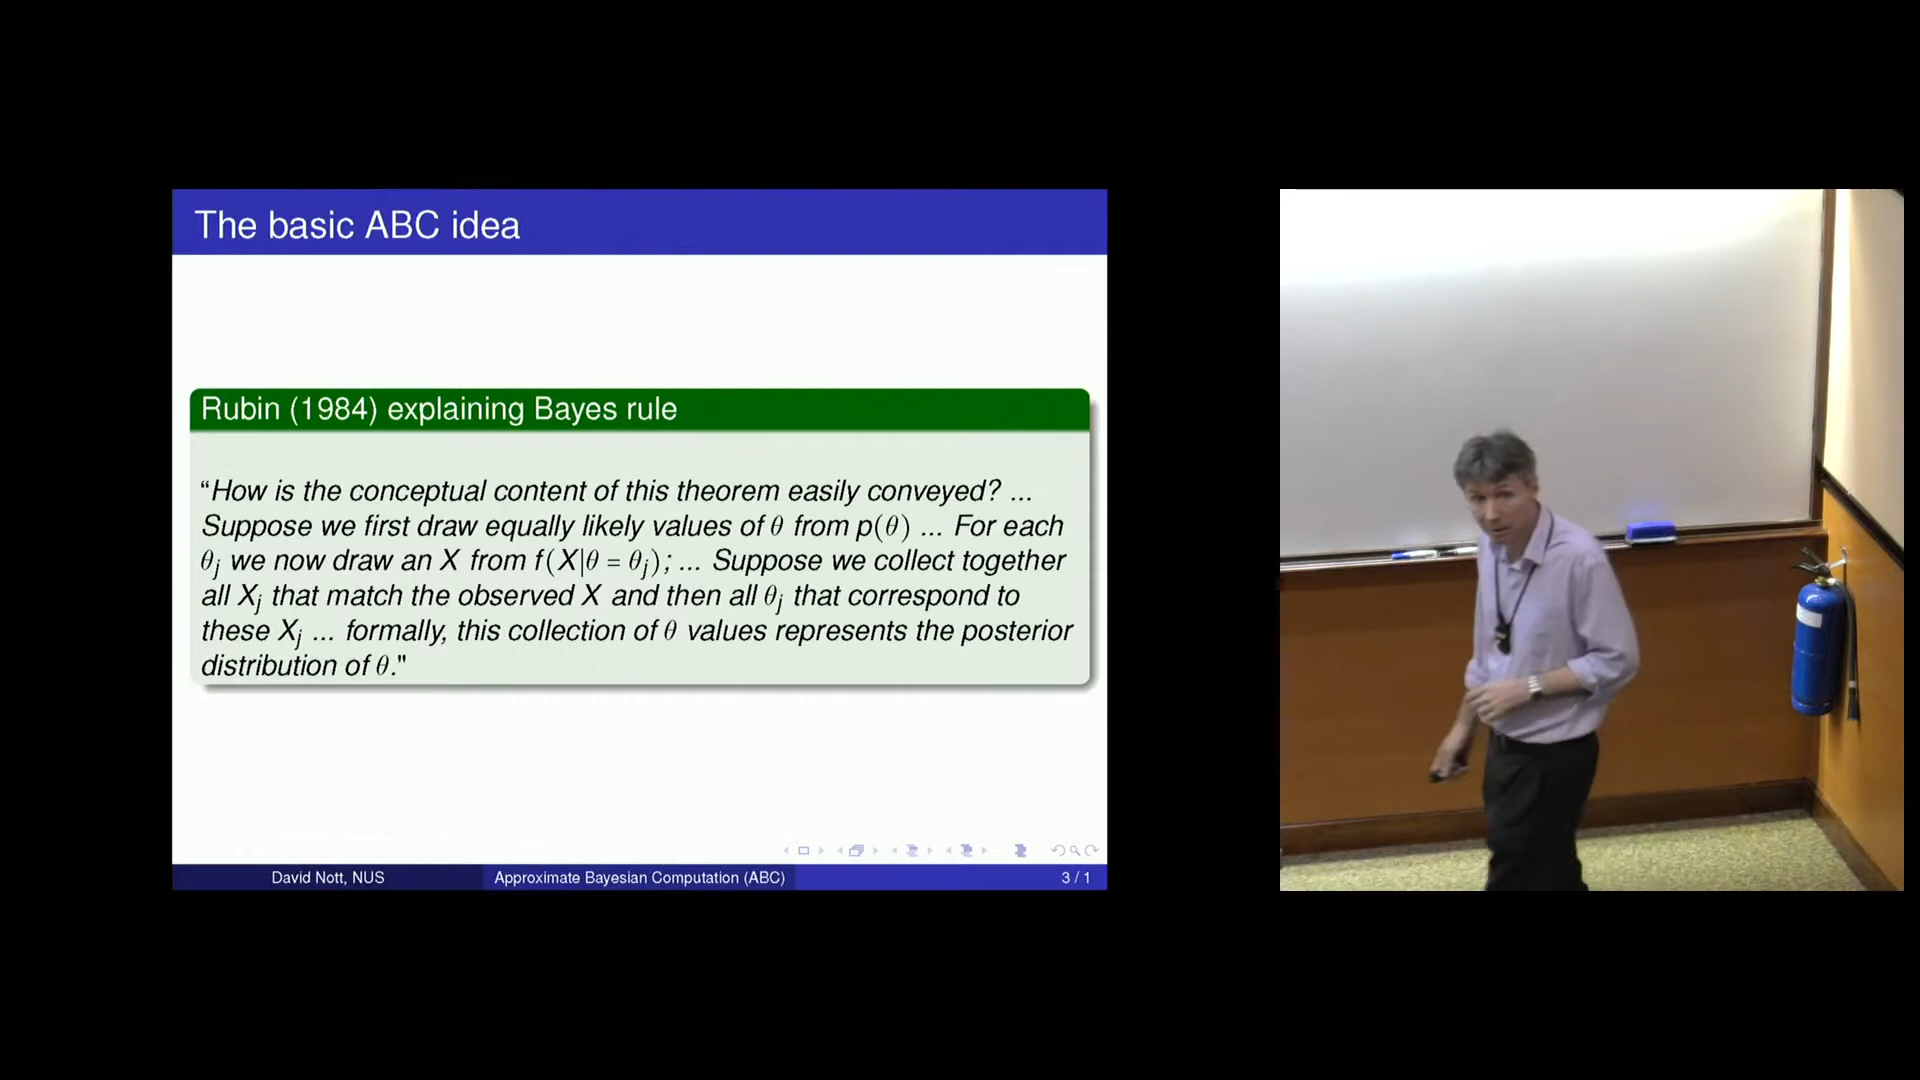 The basic ABC idea
Rubin (1984) explaining Bayes rule
“How is the conceptual content of this theorem easily conveyed? ...
Suppose we first draw equally likely values of θ from p(θ) ... For each
θj we now draw an X from f(X|θ = θj); ... Suppose we collect together
all Xj that match the observed X and then all θj that correspond to
these Xj ... formally, this collection of θ values represents the posterior
distribution of θ."
David Nott, NUS
Approximate Bayesian Computation (ABC)
3 / 1